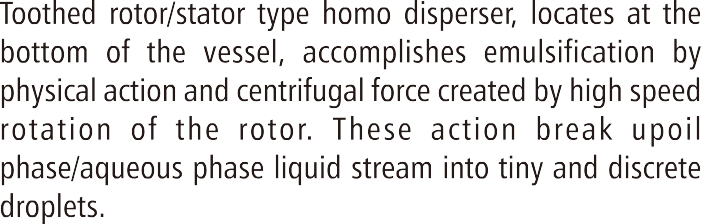 Toothed rotor/stator type homo disperser, locates at the
bottom of the vessel, accomplishes emulsification by
physical action and centrifugal force created by high speed
rotation of the rotor. These action break upoil
phase/aqueous phase liquid stream into tiny and discrete
droplets.